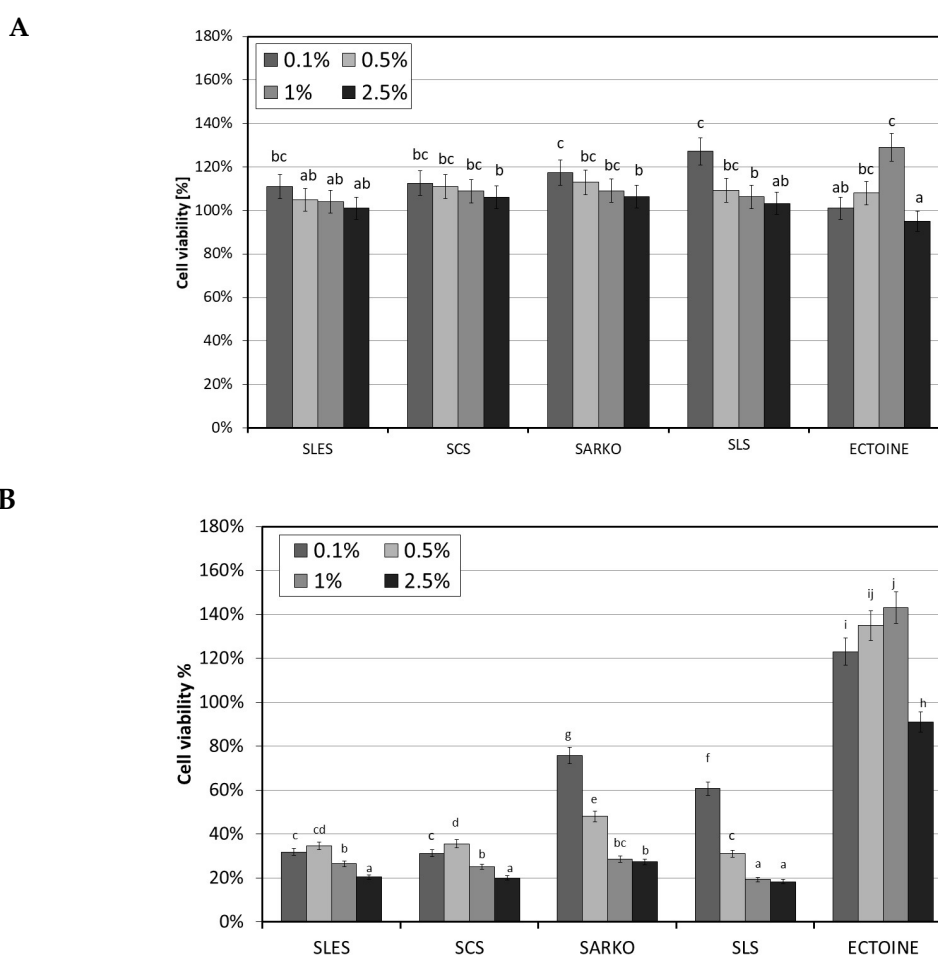 A
180%
0.1% 0.5%
1% 2.5%
160%
140%
120%
100%
80%
60%
40%
20%
0%
Cell viability [%]
bc ab ab ab
bc bc bc b
c bc bc b
c bc b ab
ab bc c a
SLES SCS SARKO SLS ECTOINE
B
180%
0.1% 0.5%
1% 2.5%
160%
140%
120%
100%
80%
60%
40%
20%
0%
Cell viability %
c cd b a
c d b a
g e bc b
f c a a
i ij j h
SLES SCS SARKO SLS ECTOINE